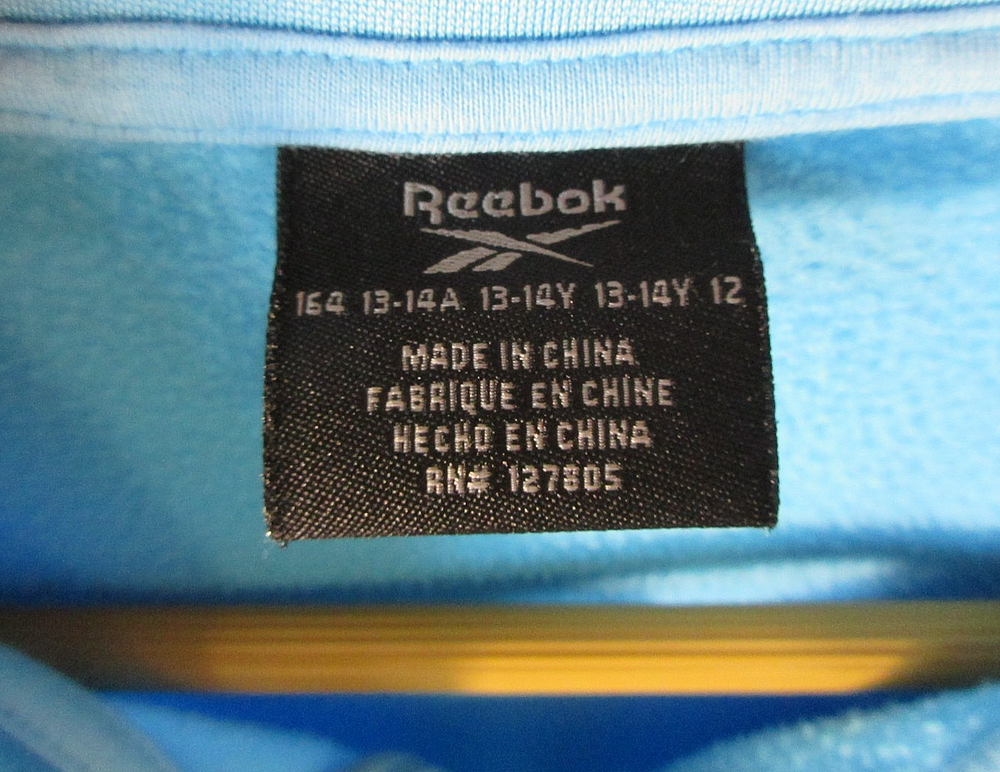 Reebok
164 13-14A 13-14Y 13-14Y 12
MADE IN CHINA
FABRIQUE EN CHINE
HECHO EN CHINA
RN# 127805